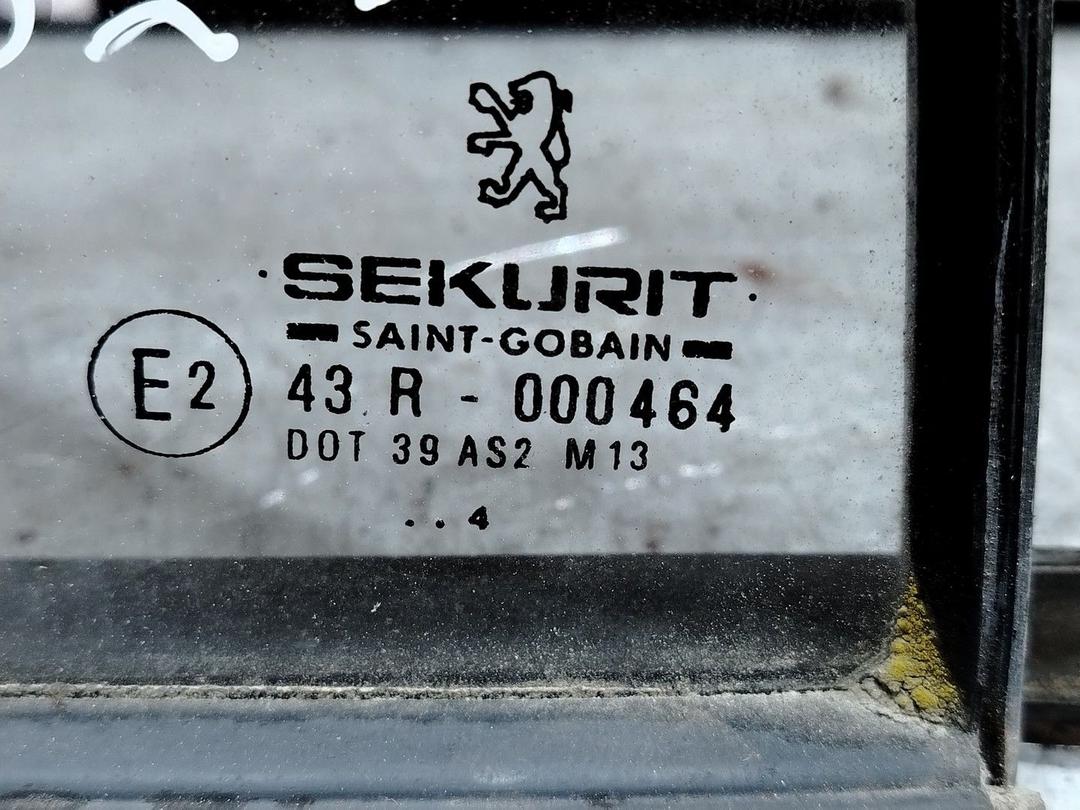 SEKURIT
SAINT-GOBAIN
E2 43 R - 000464
DOT 39 AS2 M13
. . 4